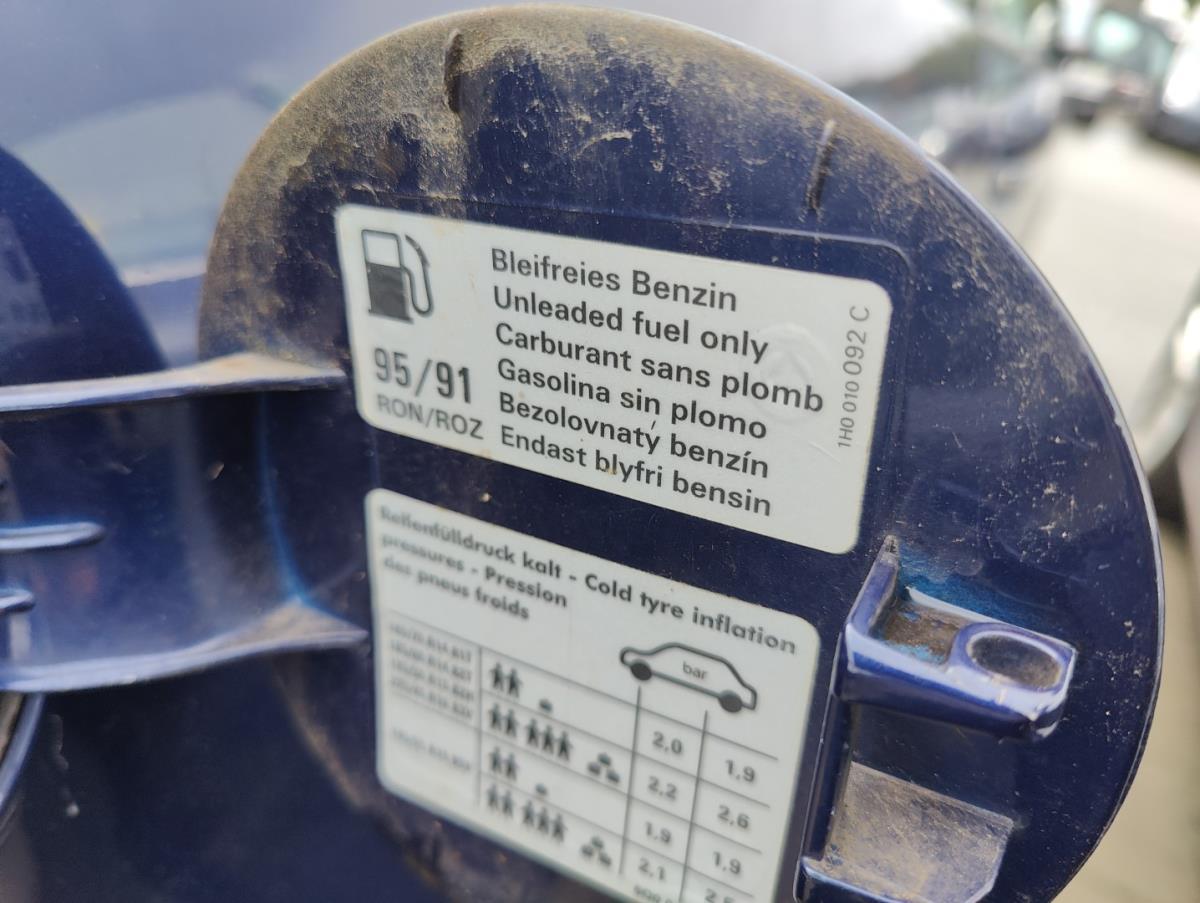 Bleifreies Benzin
Unleaded fuel only
Carburant sans plomb
Gasolina sin plomo
Bezolovnatý benzín
Endast blyfri bensin
95/91
RON/ROZ
1H0 010 092 C
Reifenfülldruck kalt - Cold tyre inflation
pressures - Pression
des pneus froids
bar
2,0 1,9
2,2 2,6
1,9 1,9
2,1